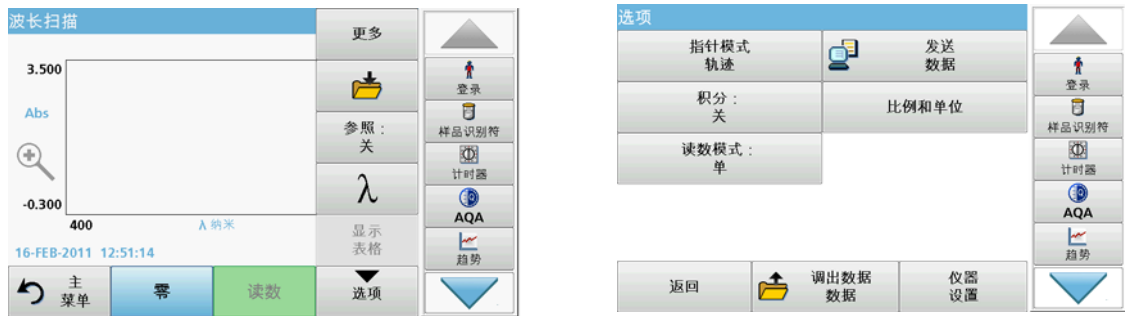 波长扫描
更多
3.500
Abs
-0.300
400
λ 纳米
16-FEB-2011 12:51:14
参照：
关
λ
显示
表格
主
菜单
零
读数
选项
登录
样品识别符
计时器
AQA
趋势
选项
指针模式
轨迹
发送
数据
积分：
关
比例和单位
读数模式：
单
返回
调出数据
数据
仪器
设置
登录
样品识别符
计时器
AQA
趋势